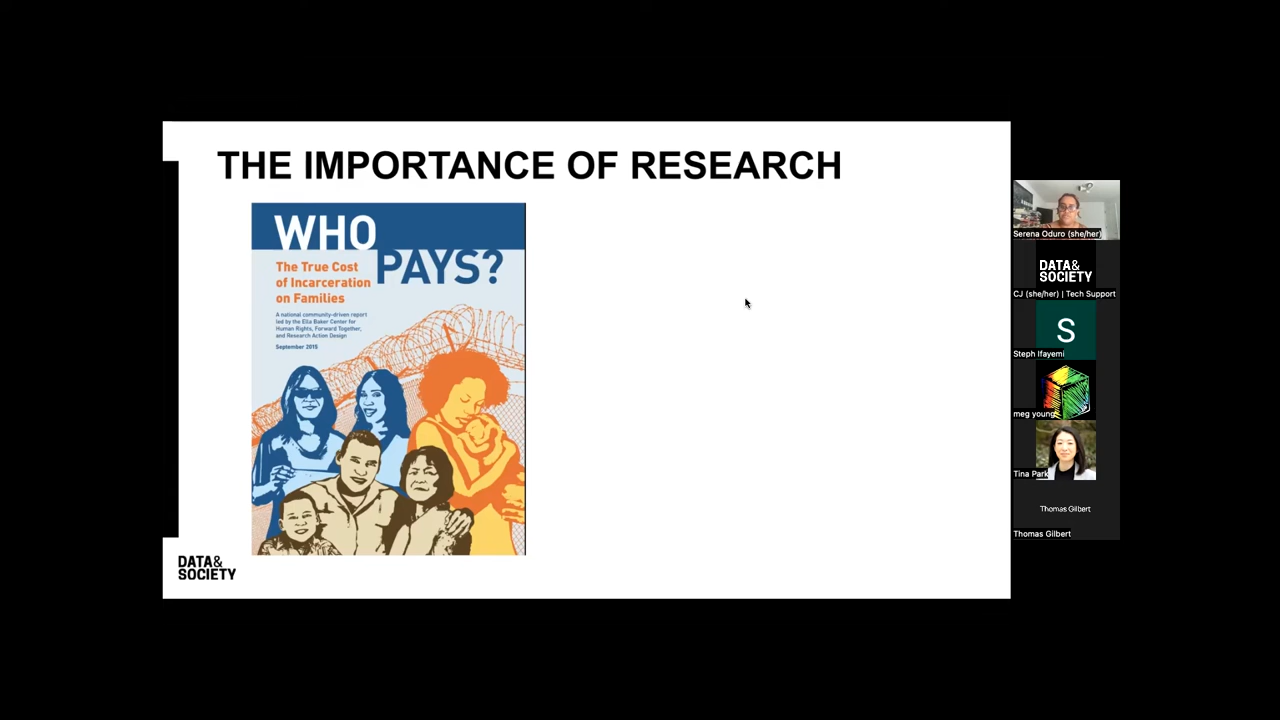 THE IMPORTANCE OF RESEARCH
WHO
PAYS?
The True Cost
of Incarceration
on Families
A national community-driven report
led by the Ella Baker Center for
Human Rights, Forward Together,
and Research Action Design
September 2015
DATA&
SOCIETY
Serena Oduro (she/her)
DATA&
SOCIETY
CJ (she/her) | Tech Support
S
Steph Ifayemi
meg young
Tina Park
Thomas Gilbert
Thomas Gilbert